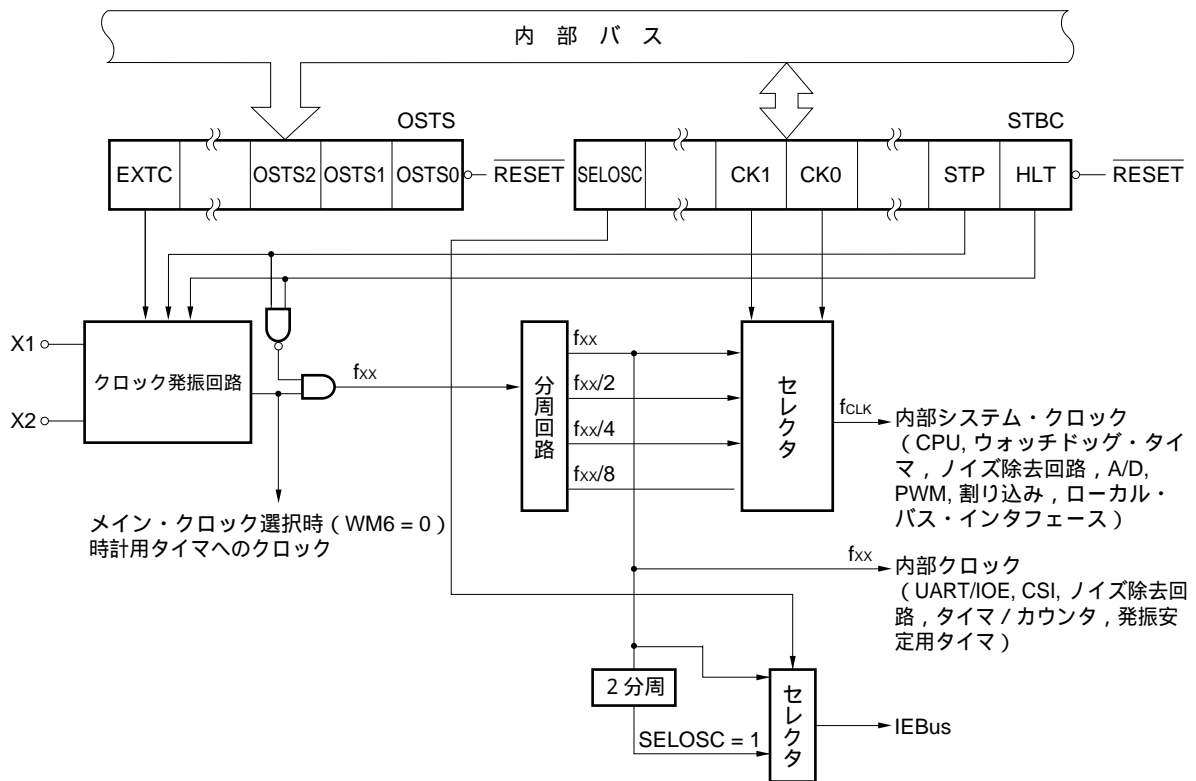 内 部 バ ス
OSTS
STBC
EXTC
OSTS2
OSTS1
OSTS0
RESET
SELOSC
CK1
CK0
STP
HLT
RESET
X1
X2
クロック発振回路
fXX
分周回路
fXX
fXX/2
fXX/4
fXX/8
セレクタ
fCLK
内部システム・クロック
（CPU, ウォッチドッグ・タイ
マ，ノイズ除去回路，A/D,
PWM, 割り込み，ローカル・
バス・インタフェース）
メイン・クロック選択時（WM6 = 0）
時計用タイマへのクロック
fXX
内部クロック
（UART/IOE, CSI, ノイズ除去回
路，タイマ / カウンタ，発振安
定用タイマ）
2 分周
SELOSC = 1
セレクタ
IEBus